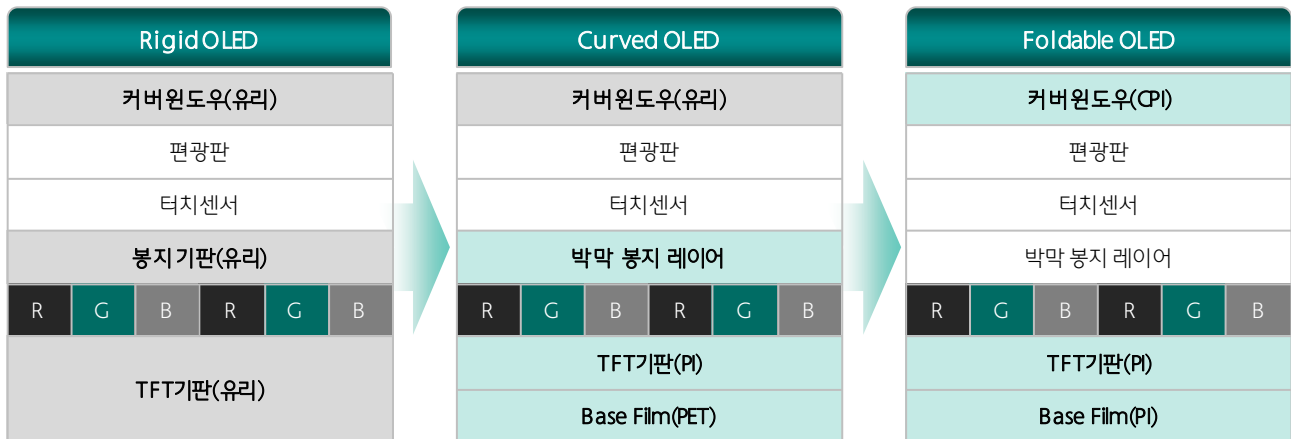 Rigid OLED
커버윈도우(유리)
편광판
터치센서
봉지기판(유리)
R G B R G B
TFT기판(유리)
Curved OLED
커버윈도우(유리)
편광판
터치센서
박막 봉지 레이어
R G B R G B
TFT기판(PI)
Base Film(PET)
Foldable OLED
커버윈도우(CPI)
편광판
터치센서
박막 봉지 레이어
R G B R G B
TFT기판(PI)
Base Film(PI)